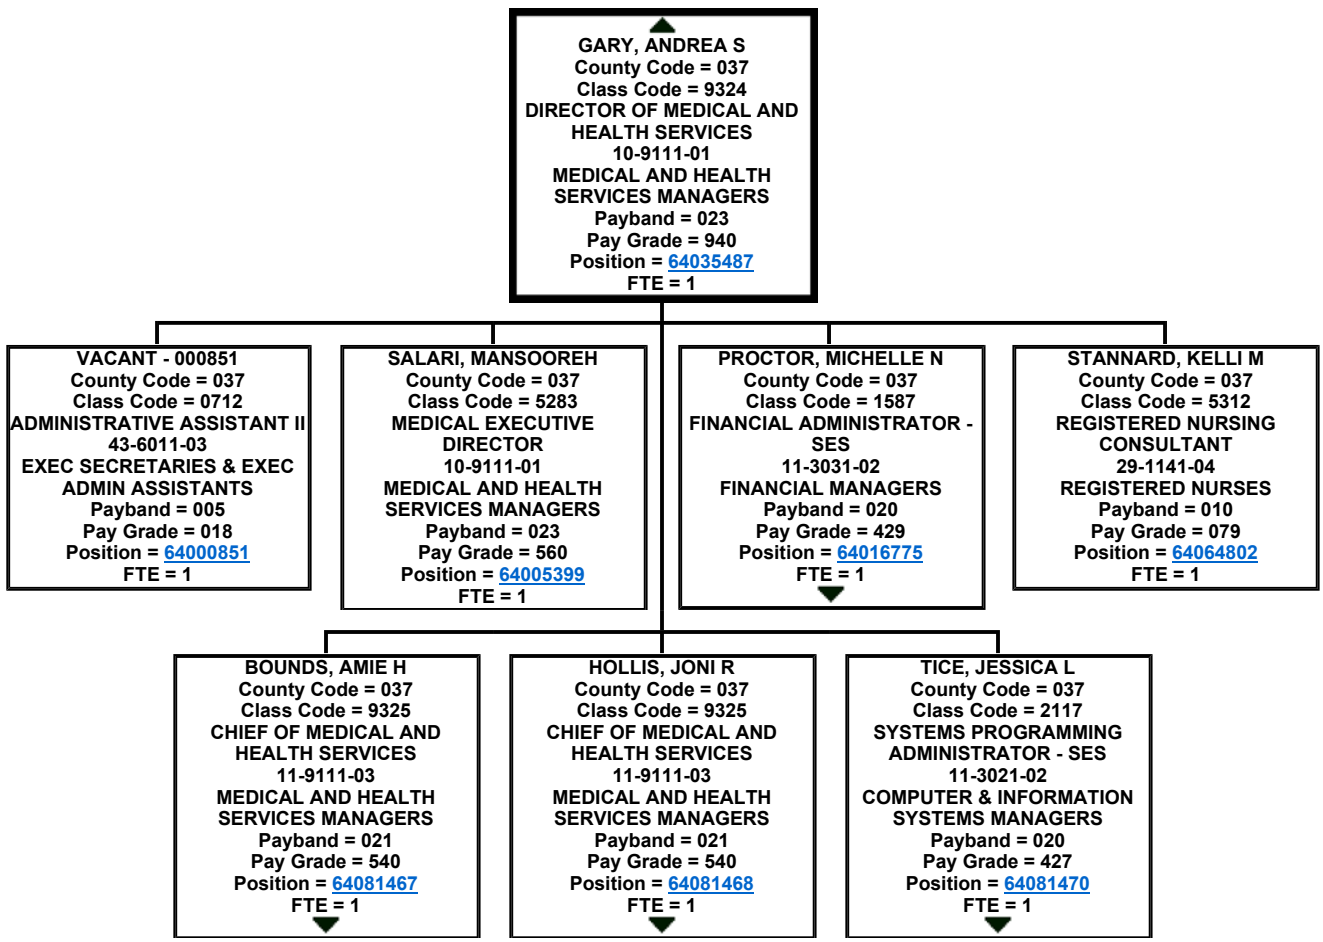 GARY, ANDREA S
County Code = 037
Class Code = 9324
DIRECTOR OF MEDICAL AND
HEALTH SERVICES
10-9111-01
MEDICAL AND HEALTH
SERVICES MANAGERS
Payband = 023
Pay Grade = 940
Position = 64035487
FTE = 1
VACANT - 000851
County Code = 037
Class Code = 0712
ADMINISTRATIVE ASSISTANT II
43-6011-03
EXEC SECRETARIES & EXEC
ADMIN ASSISTANTS
Payband = 005
Pay Grade = 018
Position = 64000851
FTE = 1
SALARI, MANSOOREH
County Code = 037
Class Code = 5283
MEDICAL EXECUTIVE
DIRECTOR
10-9111-01
MEDICAL AND HEALTH
SERVICES MANAGERS
Payband = 023
Pay Grade = 560
Position = 64005399
FTE = 1
PROCTOR, MICHELLE N
County Code = 037
Class Code = 1587
FINANCIAL ADMINISTRATOR -
SES
11-3031-02
FINANCIAL MANAGERS
Payband = 020
Pay Grade = 429
Position = 64016775
FTE = 1
STANNARD, KELLI M
County Code = 037
Class Code = 5312
REGISTERED NURSING
CONSULTANT
29-1141-04
REGISTERED NURSES
Payband = 010
Pay Grade = 079
Position = 64064802
FTE = 1
BOUNDS, AMIE H
County Code = 037
Class Code = 9325
CHIEF OF MEDICAL AND
HEALTH SERVICES
11-9111-03
MEDICAL AND HEALTH
SERVICES MANAGERS
Payband = 021
Pay Grade = 540
Position = 64081467
FTE = 1
HOLLIS, JONI R
County Code = 037
Class Code = 9325
CHIEF OF MEDICAL AND
HEALTH SERVICES
11-9111-03
MEDICAL AND HEALTH
SERVICES MANAGERS
Payband = 021
Pay Grade = 540
Position = 64081468
FTE = 1
TICE, JESSICA L
County Code = 037
Class Code = 2117
SYSTEMS PROGRAMMING
ADMINISTRATOR - SES
11-3021-02
COMPUTER & INFORMATION
SYSTEMS MANAGERS
Payband = 020
Pay Grade = 427
Position = 64081470
FTE = 1